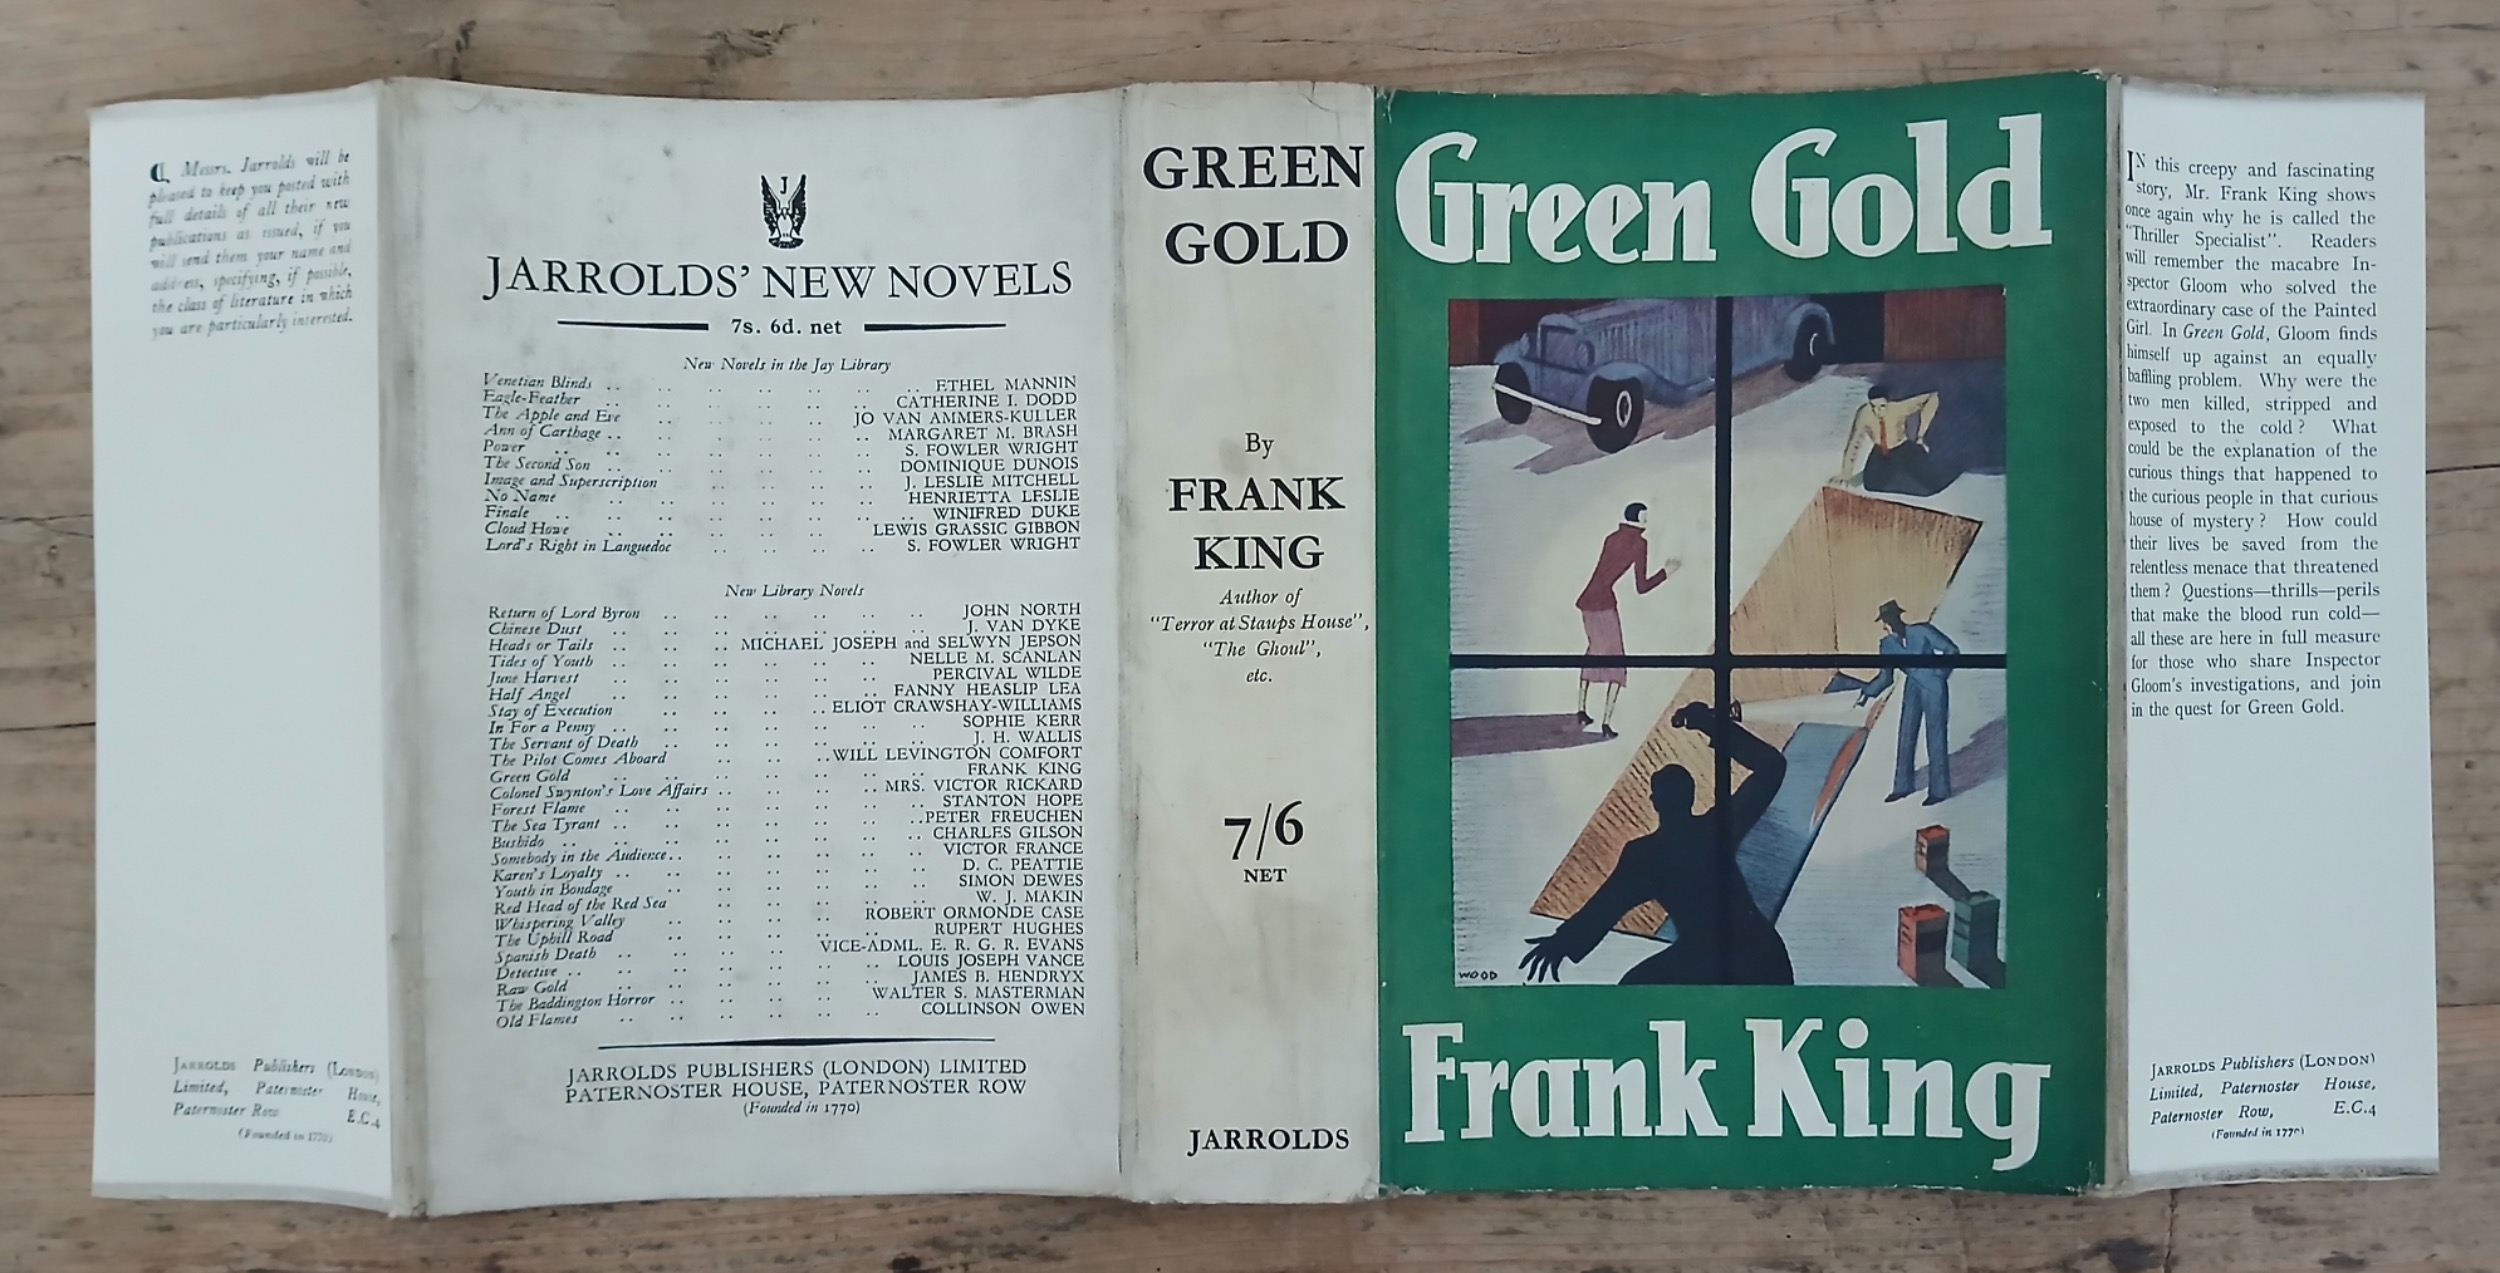 ₵ Messrs. Jarrolds will be
pleased to keep you posted with
full details of all their new
publications as issued, if you
will send them your name and
address, specifying, if possible,
the class of literature in which
you are particularly interested.
JARROLDS Publishers (LONDON)
Limited, Paternoster House,
Paternoster Row E.C.4
(Founded in 1770)
J
JARROLDS' NEW NOVELS
7s. 6d. net
New Novels in the Jay Library
Venetian Blinds .. .. .. .. .. .. ETHEL MANNIN
Eagle-Feather .. .. .. .. .. CATHERINE I. DODD
The Apple and Eve .. .. .. .. JO VAN AMMERS-KULLER
Ann of Carthage .. .. .. .. .. .. MARGARET M. BRASH
Power .. .. .. .. .. .. S. FOWLER WRIGHT
The Second Son .. .. .. .. .. .. DOMINIQUE DUNOIS
Image and Superscription .. .. .. .. J. LESLIE MITCHELL
No Name .. .. .. .. .. .. HENRIETTA LESLIE
Finale .. .. .. .. .. .. .. WINIFRED DUKE
Cloud Howe .. .. .. .. .. LEWIS GRASSIC GIBBON
Lord's Right in Languedoc .. .. .. .. S. FOWLER WRIGHT
New Library Novels
Return of Lord Byron .. .. .. .. .. .. JOHN NORTH
Chinese Dust .. .. .. .. .. .. J. VAN DYKE
Heads or Tails .. .. .. MICHAEL JOSEPH and SELWYN JEPSON
Tides of Youth .. .. .. .. .. NELLE M. SCANLAN
June Harvest .. .. .. .. .. PERCIVAL WILDE
Half Angel .. .. .. .. .. .. FANNY HEASLIP LEA
Stay of Execution .. .. .. .. ELIOT CRAWSHAY-WILLIAMS
In For a Penny .. .. .. .. .. .. SOPHIE KERR
The Servant of Death .. .. .. .. .. .. J. H. WALLIS
The Pilot Comes Aboard .. .. .. WILL LEVINGTON COMFORT
Green Gold .. .. .. .. .. .. FRANK KING
Colonel Swynton's Love Affairs .. .. .. .. MRS. VICTOR RICKARD
Forest Flame .. .. .. .. .. .. STANTON HOPE
The Sea Tyrant .. .. .. .. .. .. PETER FREUCHEN
Bushido .. .. .. .. .. .. .. CHARLES GILSON
Somebody in the Audience .. .. .. .. .. .. VICTOR FRANCE
Karen's Loyalty .. .. .. .. .. .. D. C. PEATTIE
Youth in Bondage .. .. .. .. .. .. SIMON DEWES
Red Head of the Red Sea .. .. .. .. .. W. J. MAKIN
Whispering Valley .. .. .. .. ROBERT ORMONDE CASE
The Uphill Road .. .. .. .. .. RUPERT HUGHES
Spanish Death .. .. .. .. VICE-ADML. E. R. G. R. EVANS
Detective .. .. .. .. .. .. LOUIS JOSEPH VANCE
Raw Gold .. .. .. .. .. JAMES B. HENDRYX
The Baddington Horror .. .. .. .. WALTER S. MASTERMAN
Old Flames .. .. .. .. .. .. COLLINSON OWEN
JARROLDS PUBLISHERS (LONDON) LIMITED
PATERNOSTER HOUSE, PATERNOSTER ROW
(Founded in 1770)
GREEN
GOLD
By
FRANK
KING
Author of
"Terror at Staups House",
"The Ghoul",
etc.
7/6
NET
JARROLDS
Green Gold
WOOD
Frank King
IN this creepy and fascinating
story, Mr. Frank King shows
once again why he is called the
"Thriller Specialist". Readers
will remember the macabre In-
spector Gloom who solved the
extraordinary case of the Painted
Girl. In Green Gold, Gloom finds
himself up against an equally
baffling problem. Why were the
two men killed, stripped and
exposed to the cold? What
could be the explanation of the
curious things that happened to
the curious people in that curious
house of mystery? How could
their lives be saved from the
relentless menace that threatened
them? Questions—thrills—perils
that make the blood run cold—
all these are here in full measure
for those who share Inspector
Gloom's investigations, and join
in the quest for Green Gold.
JARROLDS Publishers (LONDON)
Limited, Paternoster House,
Paternoster Row, E.C.4
(Founded in 1770)